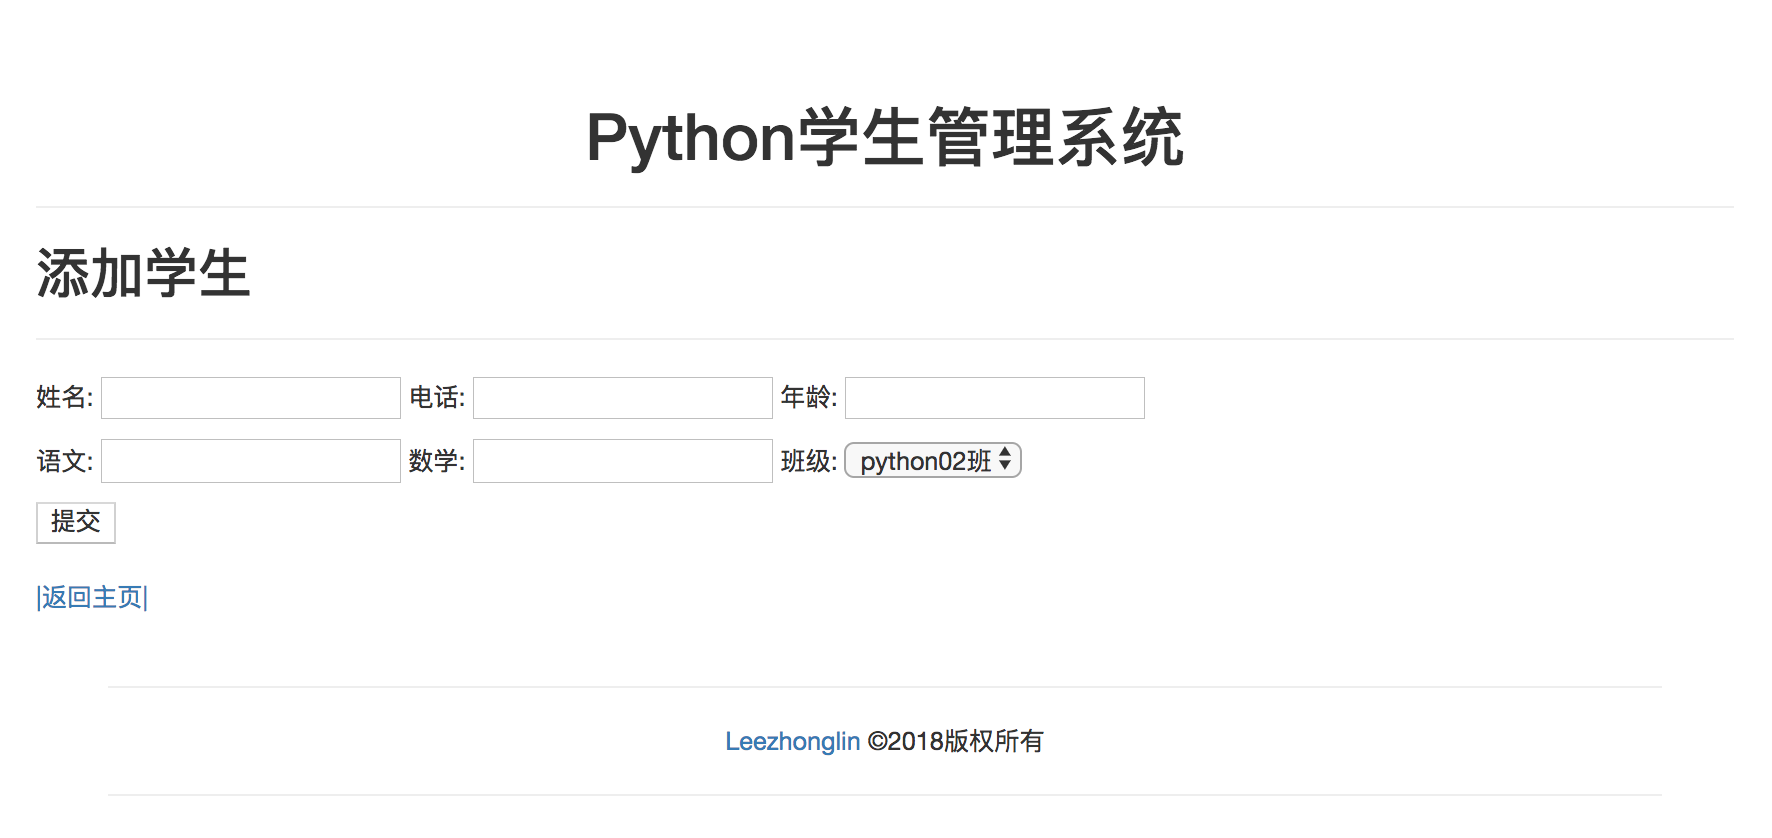 Python学生管理系统
添加学生
姓名: 电话: 年龄:
语文: 数学: 班级: python02班
提交
|返回主页|
Leezhonglin ©2018版权所有